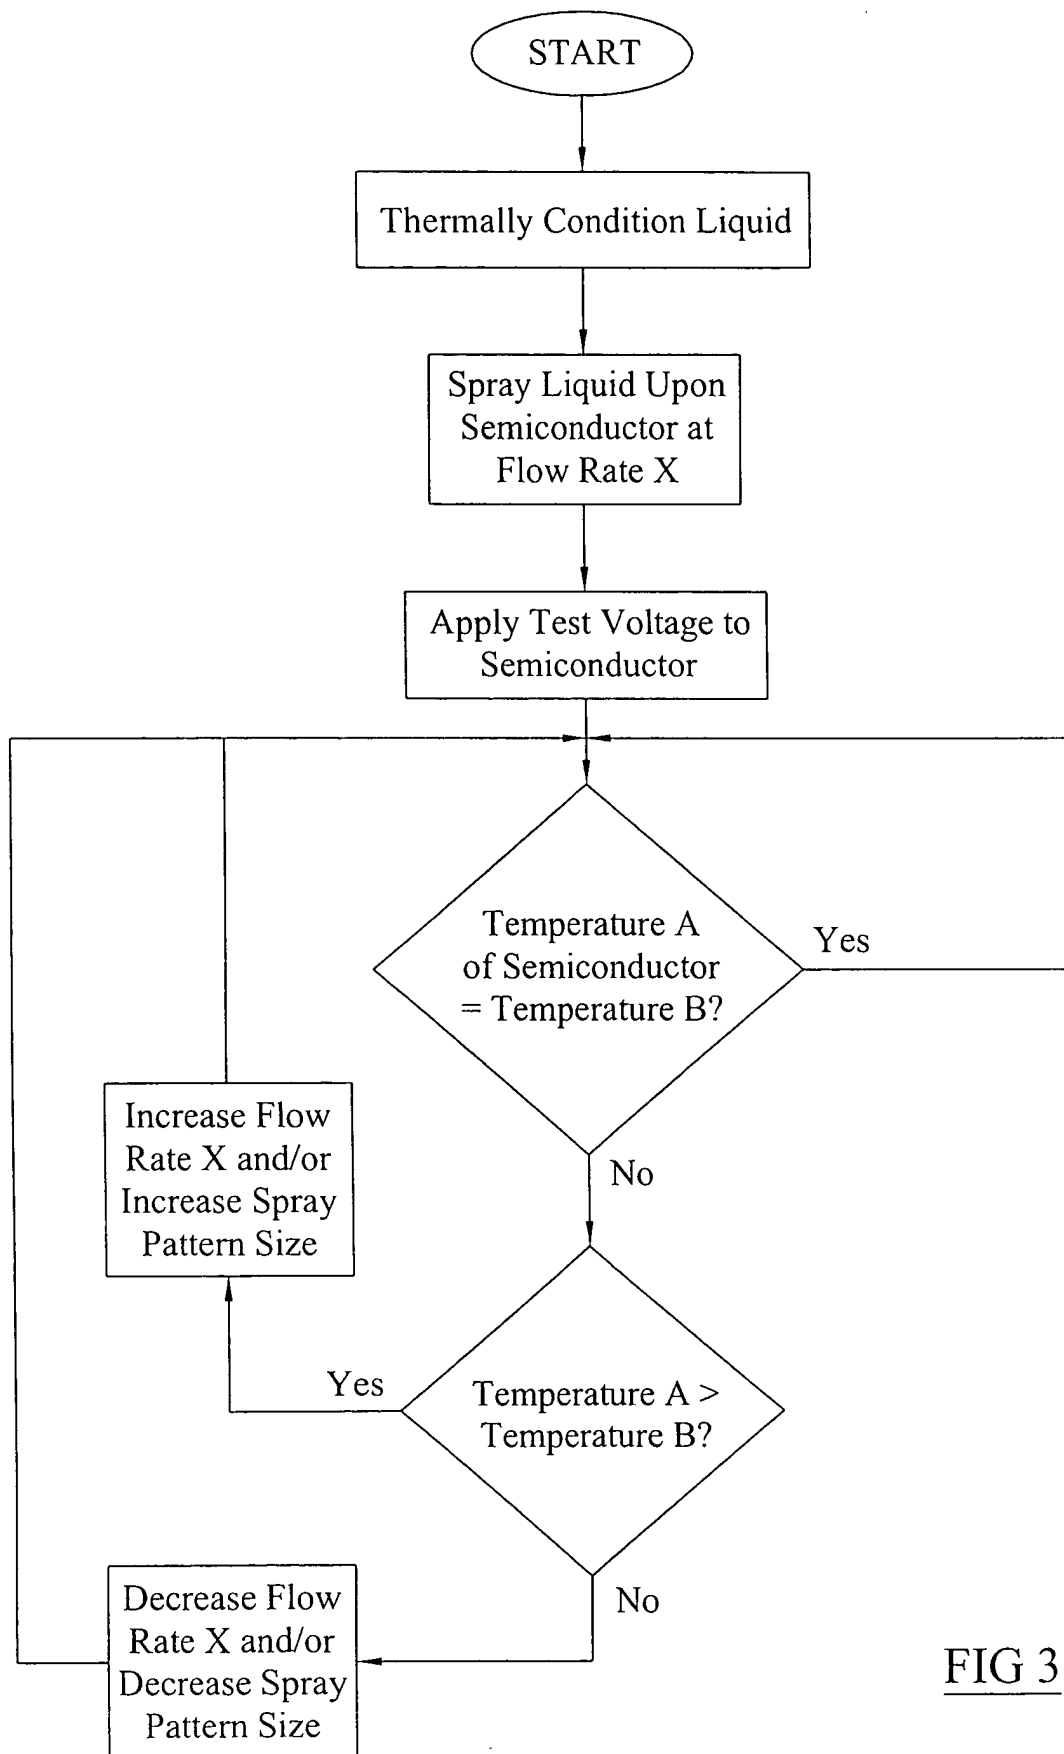 START
Thermally Condition Liquid
Spray Liquid Upon
Semiconductor at
Flow Rate X
Apply Test Voltage to
Semiconductor
Temperature A
of Semiconductor
= Temperature B?
Yes
No
Increase Flow
Rate X and/or
Increase Spray
Pattern Size
Yes
Temperature A >
Temperature B?
No
Decrease Flow
Rate X and/or
Decrease Spray
Pattern Size
FIG 3